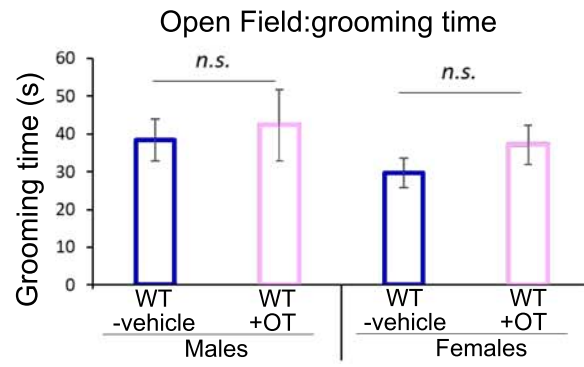 Open Field:grooming time
Grooming time (s)
60
50
40
30
20
10
0
n.s.
n.s.
WT
-vehicle
WT
+OT
WT
-vehicle
WT
+OT
Males
Females